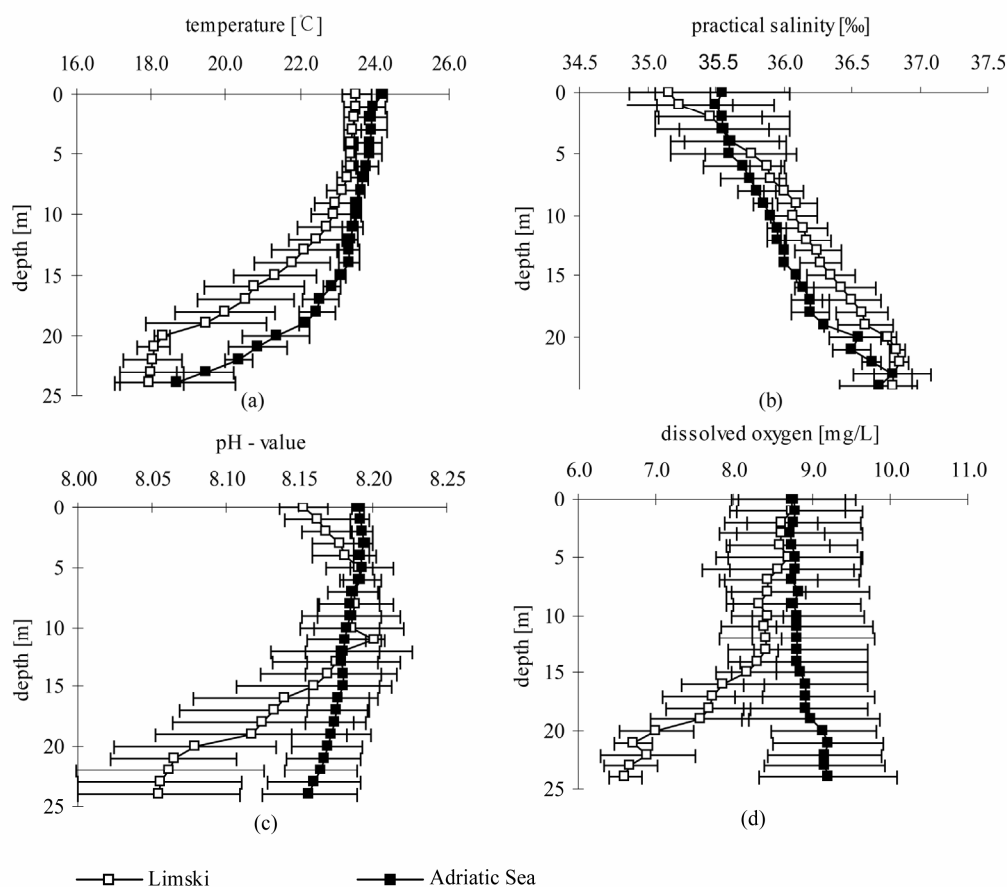 temperature [℃]
16.0 18.0 20.0 22.0 24.0 26.0
0
5
10
15
20
25
depth [m]
(a)
practical salinity [‰]
34.5 35.0 35.5 36.0 36.5 37.0 37.5
0
5
10
15
20
depth [m]
(b)
pH - value
8.00 8.05 8.10 8.15 8.20 8.25
0
5
10
15
20
25
depth [m]
(c)
dissolved oxygen [mg/L]
6.0 7.0 8.0 9.0 10.0 11.0
0
5
10
15
20
25
depth [m]
(d)
Limski Adriatic Sea